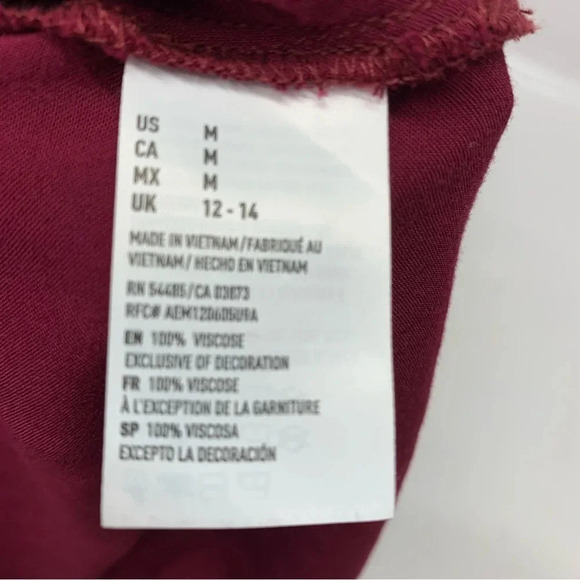 US M
CA M
MX M
UK 12 - 14
MADE IN VIETNAM/FABRIQUÉ AU
VIETNAM/ HECHO EN VIETNAM
RN 54485/CA 03873
RFC# AEM1206050
EN 100% VISCOSE
EXCLUSIVE OF DECORATION
FR 100% VISCOSE
À L'EXCEPTION DE LA GARNITURE
SP 100% VISCOSA
EXCEPTO LA DECORACIÓN